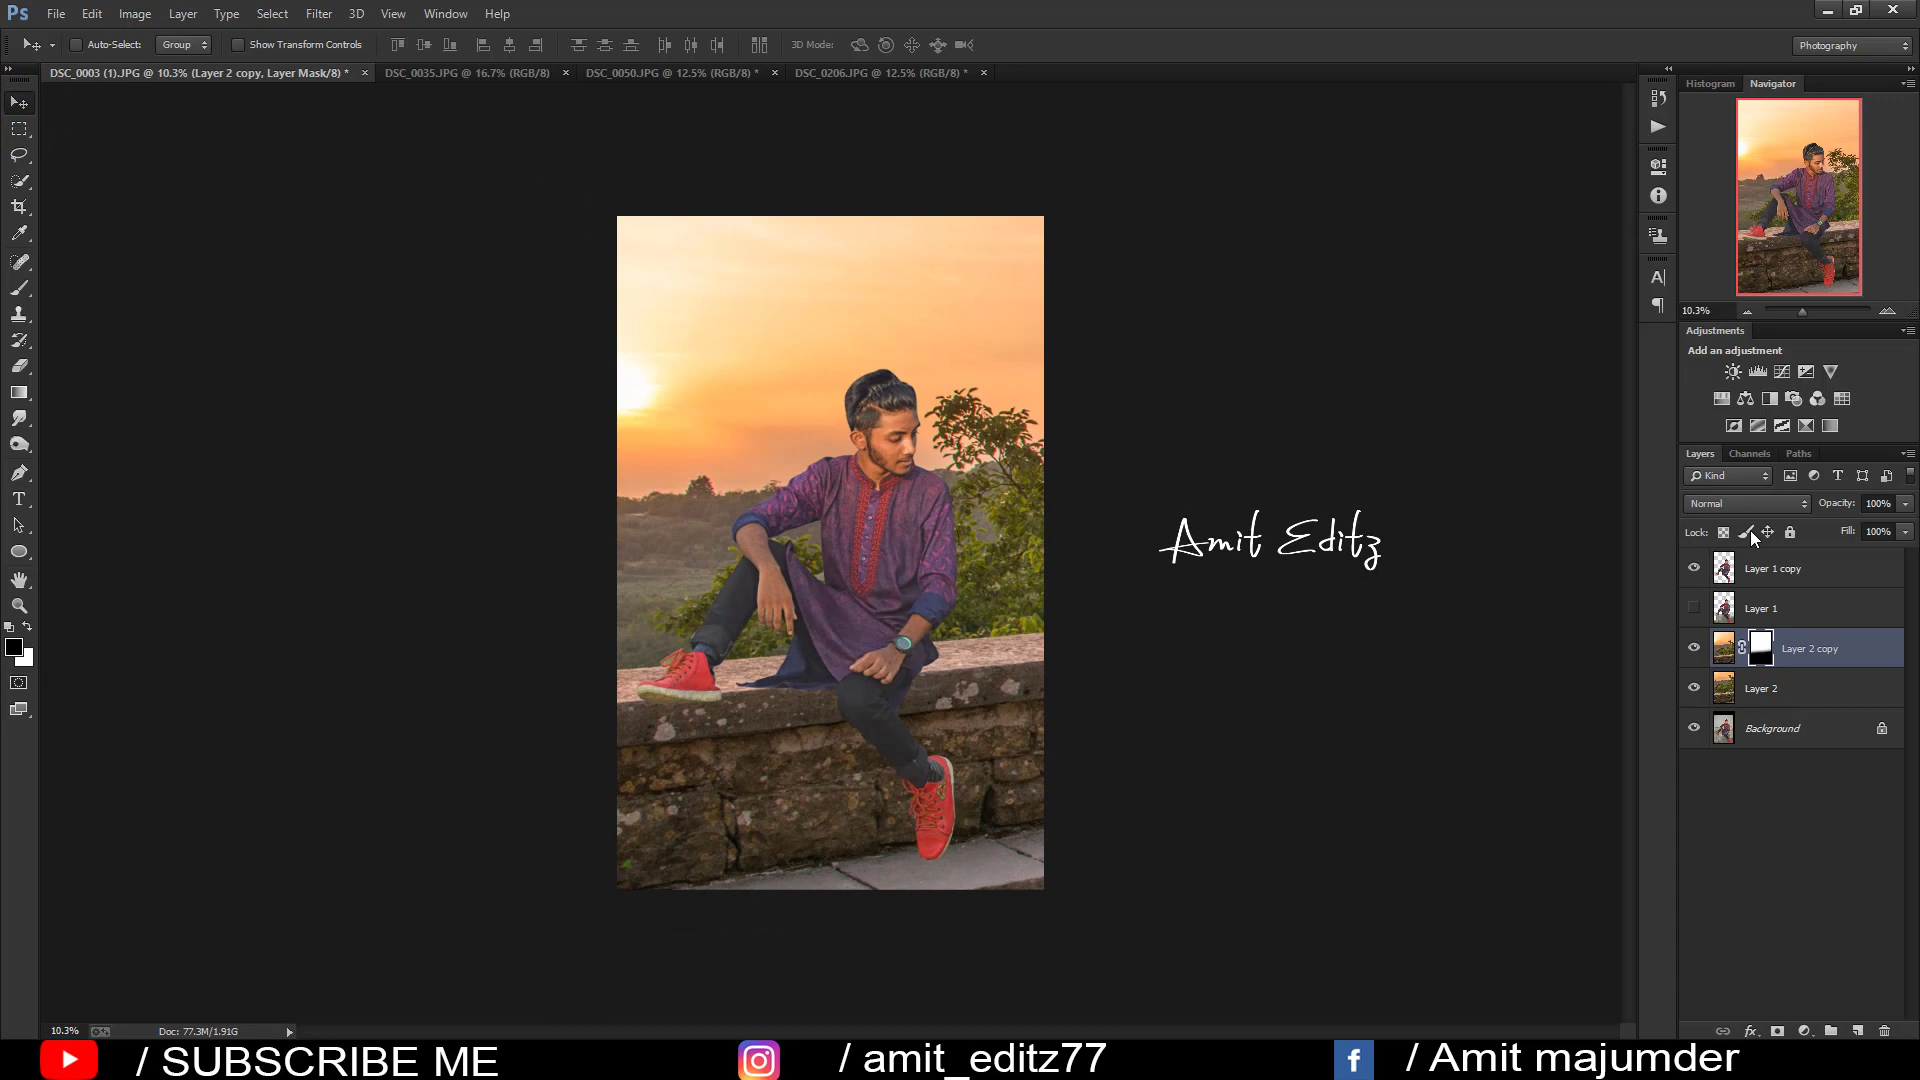 Ps File Edit Image Layer Type Select Filter 3D View Window Help
Auto-Select: Group Show Transform Controls 3D Mode: Photography
DSC_0003 (1).JPG @ 10.3% (Layer 2 copy, Layer Mask/8) * × DSC_0035.JPG @ 16.7% (RGB/8) × DSC_0050.JPG @ 12.5% (RGB/8) * × DSC_0206.JPG @ 12.5% (RGB/8) * ×
Histogram Navigator
10.3%
Adjustments
Add an adjustment
Layers Channels Paths
Kind
Normal Opacity: 100%
Lock: Fill: 100%
Layer 1 copy
Layer 1
Layer 2 copy
Layer 2
Background
Amit Editz
10.3% Doc: 77.3M/1.91G
/ SUBSCRIBE ME / amit_editz77 / Amit majumder